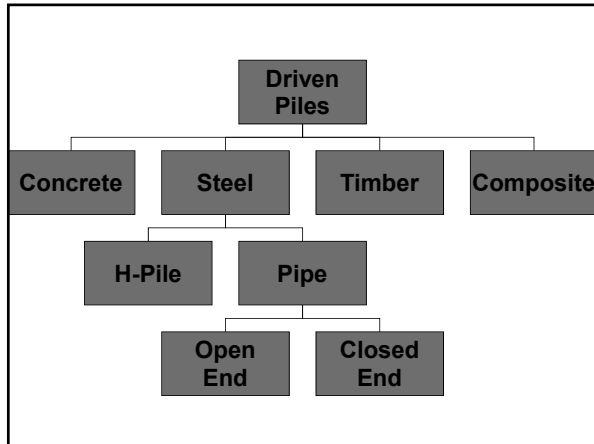 Driven
Piles
Concrete
Steel
Timber
Composite
H-Pile
Pipe
Open
End
Closed
End